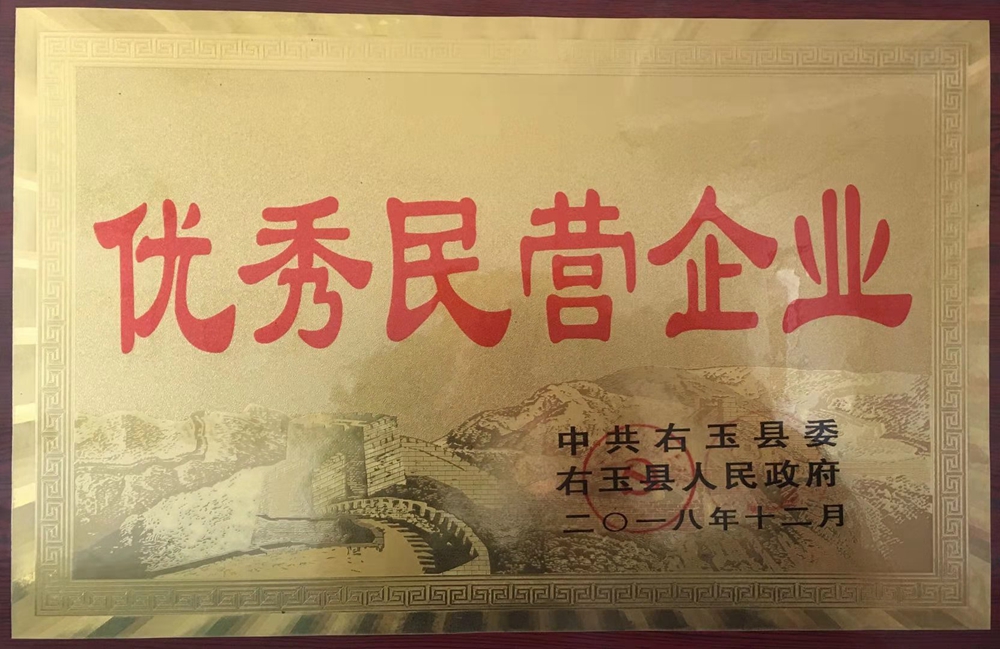 优秀民营企业
中共右玉县委
右玉县人民政府
二〇一八年十二月